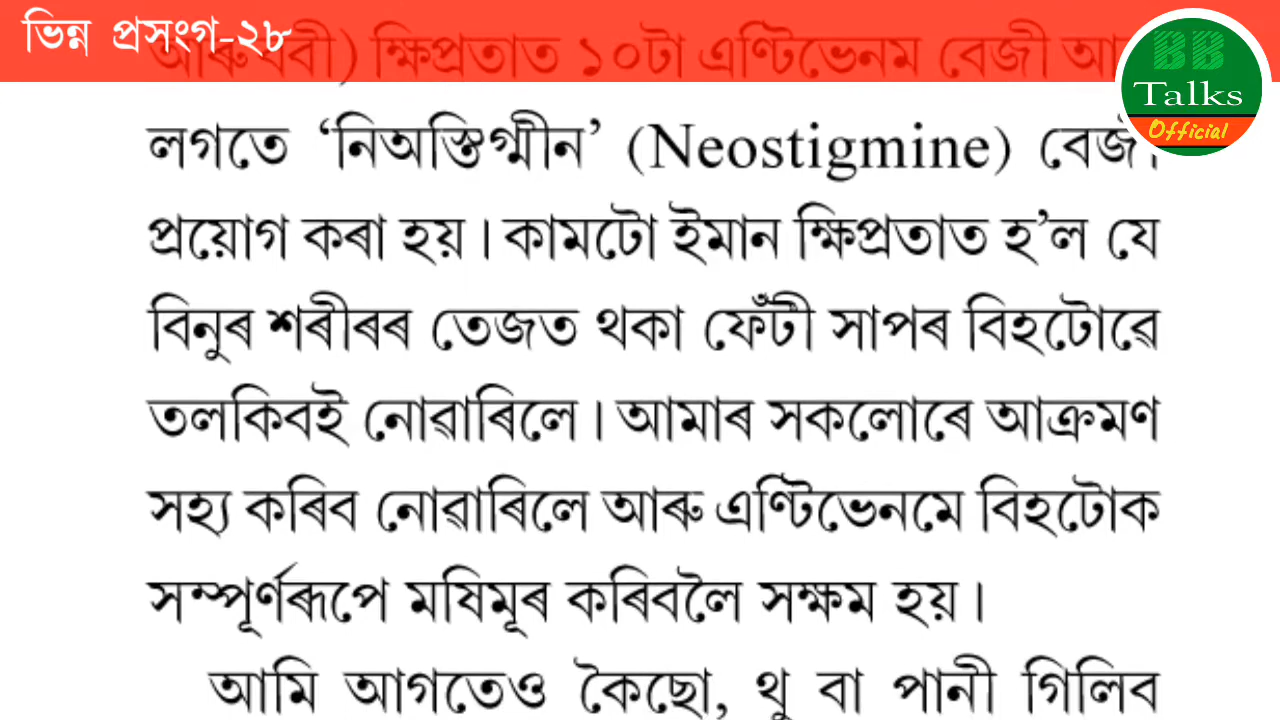 ভিন্ন প্ৰসংগ-২৮
ক্ষিপ্ৰতাত ১০টা এণ্টিভেনম বেজী
BB
Talks
Official
লগতে ‘নিঅস্তিগ্মীন’ (Neostigmine) বেজী
প্ৰয়োগ কৰা হয়। কামটো ইমান ক্ষিপ্ৰতাত হ’ল যে
বিনুৰ শৰীৰৰ তেজত থকা ফেঁটী সাপৰ বিহটোৱে
তলকিবই নোৱাৰিলে। আমাৰ সকলোৰে আক্ৰমণ
সহ্য কৰিব নোৱাৰিলে আৰু এণ্টিভেনমে বিহটোক
সম্পূৰ্ণৰূপে মষিমূৰ কৰিবলৈ সক্ষম হয়।
আমি আগতেও কৈছো, থু বা পানী গিলিব